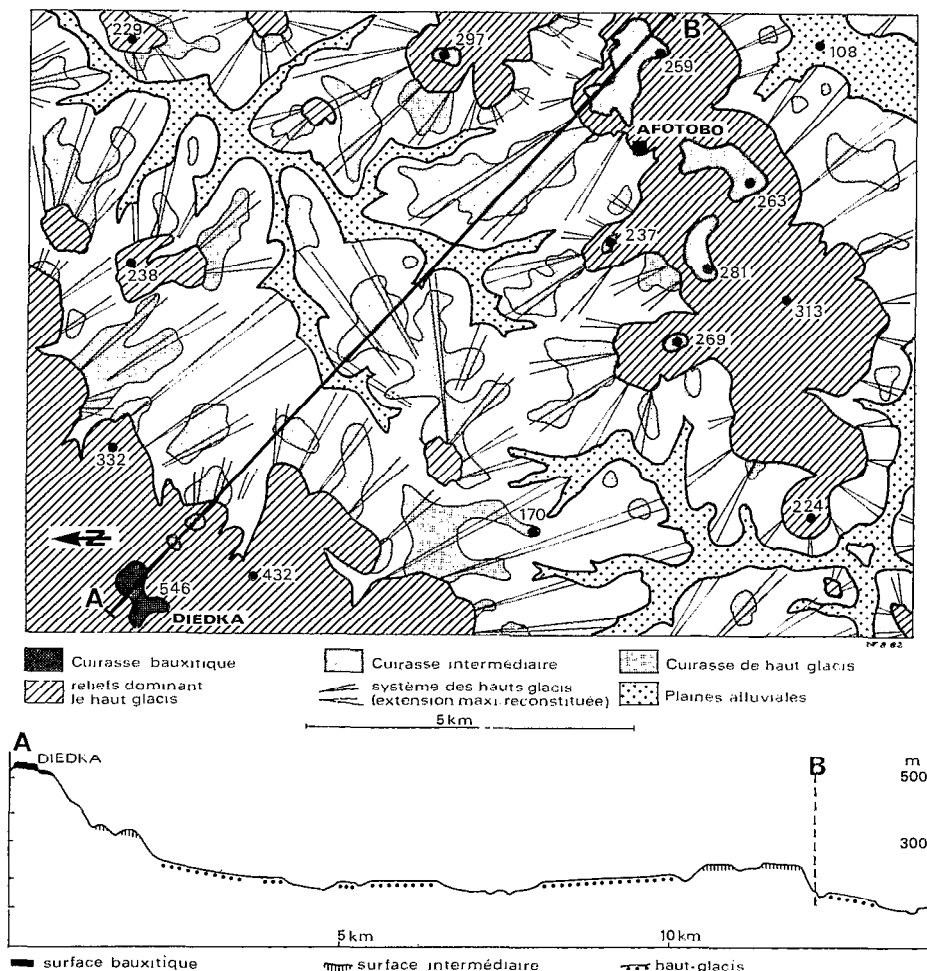 229
297
B
259
108
AFOTOBO
263
237
238
281
313
269
332
170
224
432
546
A
DIEDKA
Cuirasse bauxitique
Cuirasse intermédiaire
Cuirasse de haut glacis
reliefs dominant
le haut glacis
système des hauts glacis
(extension maxi reconstituée)
Plaines alluviales
5 km
A
DIEDKA
B
m
500
300
5km
10 km
surface bauxitique
surface intermédiaire
haut-glacis